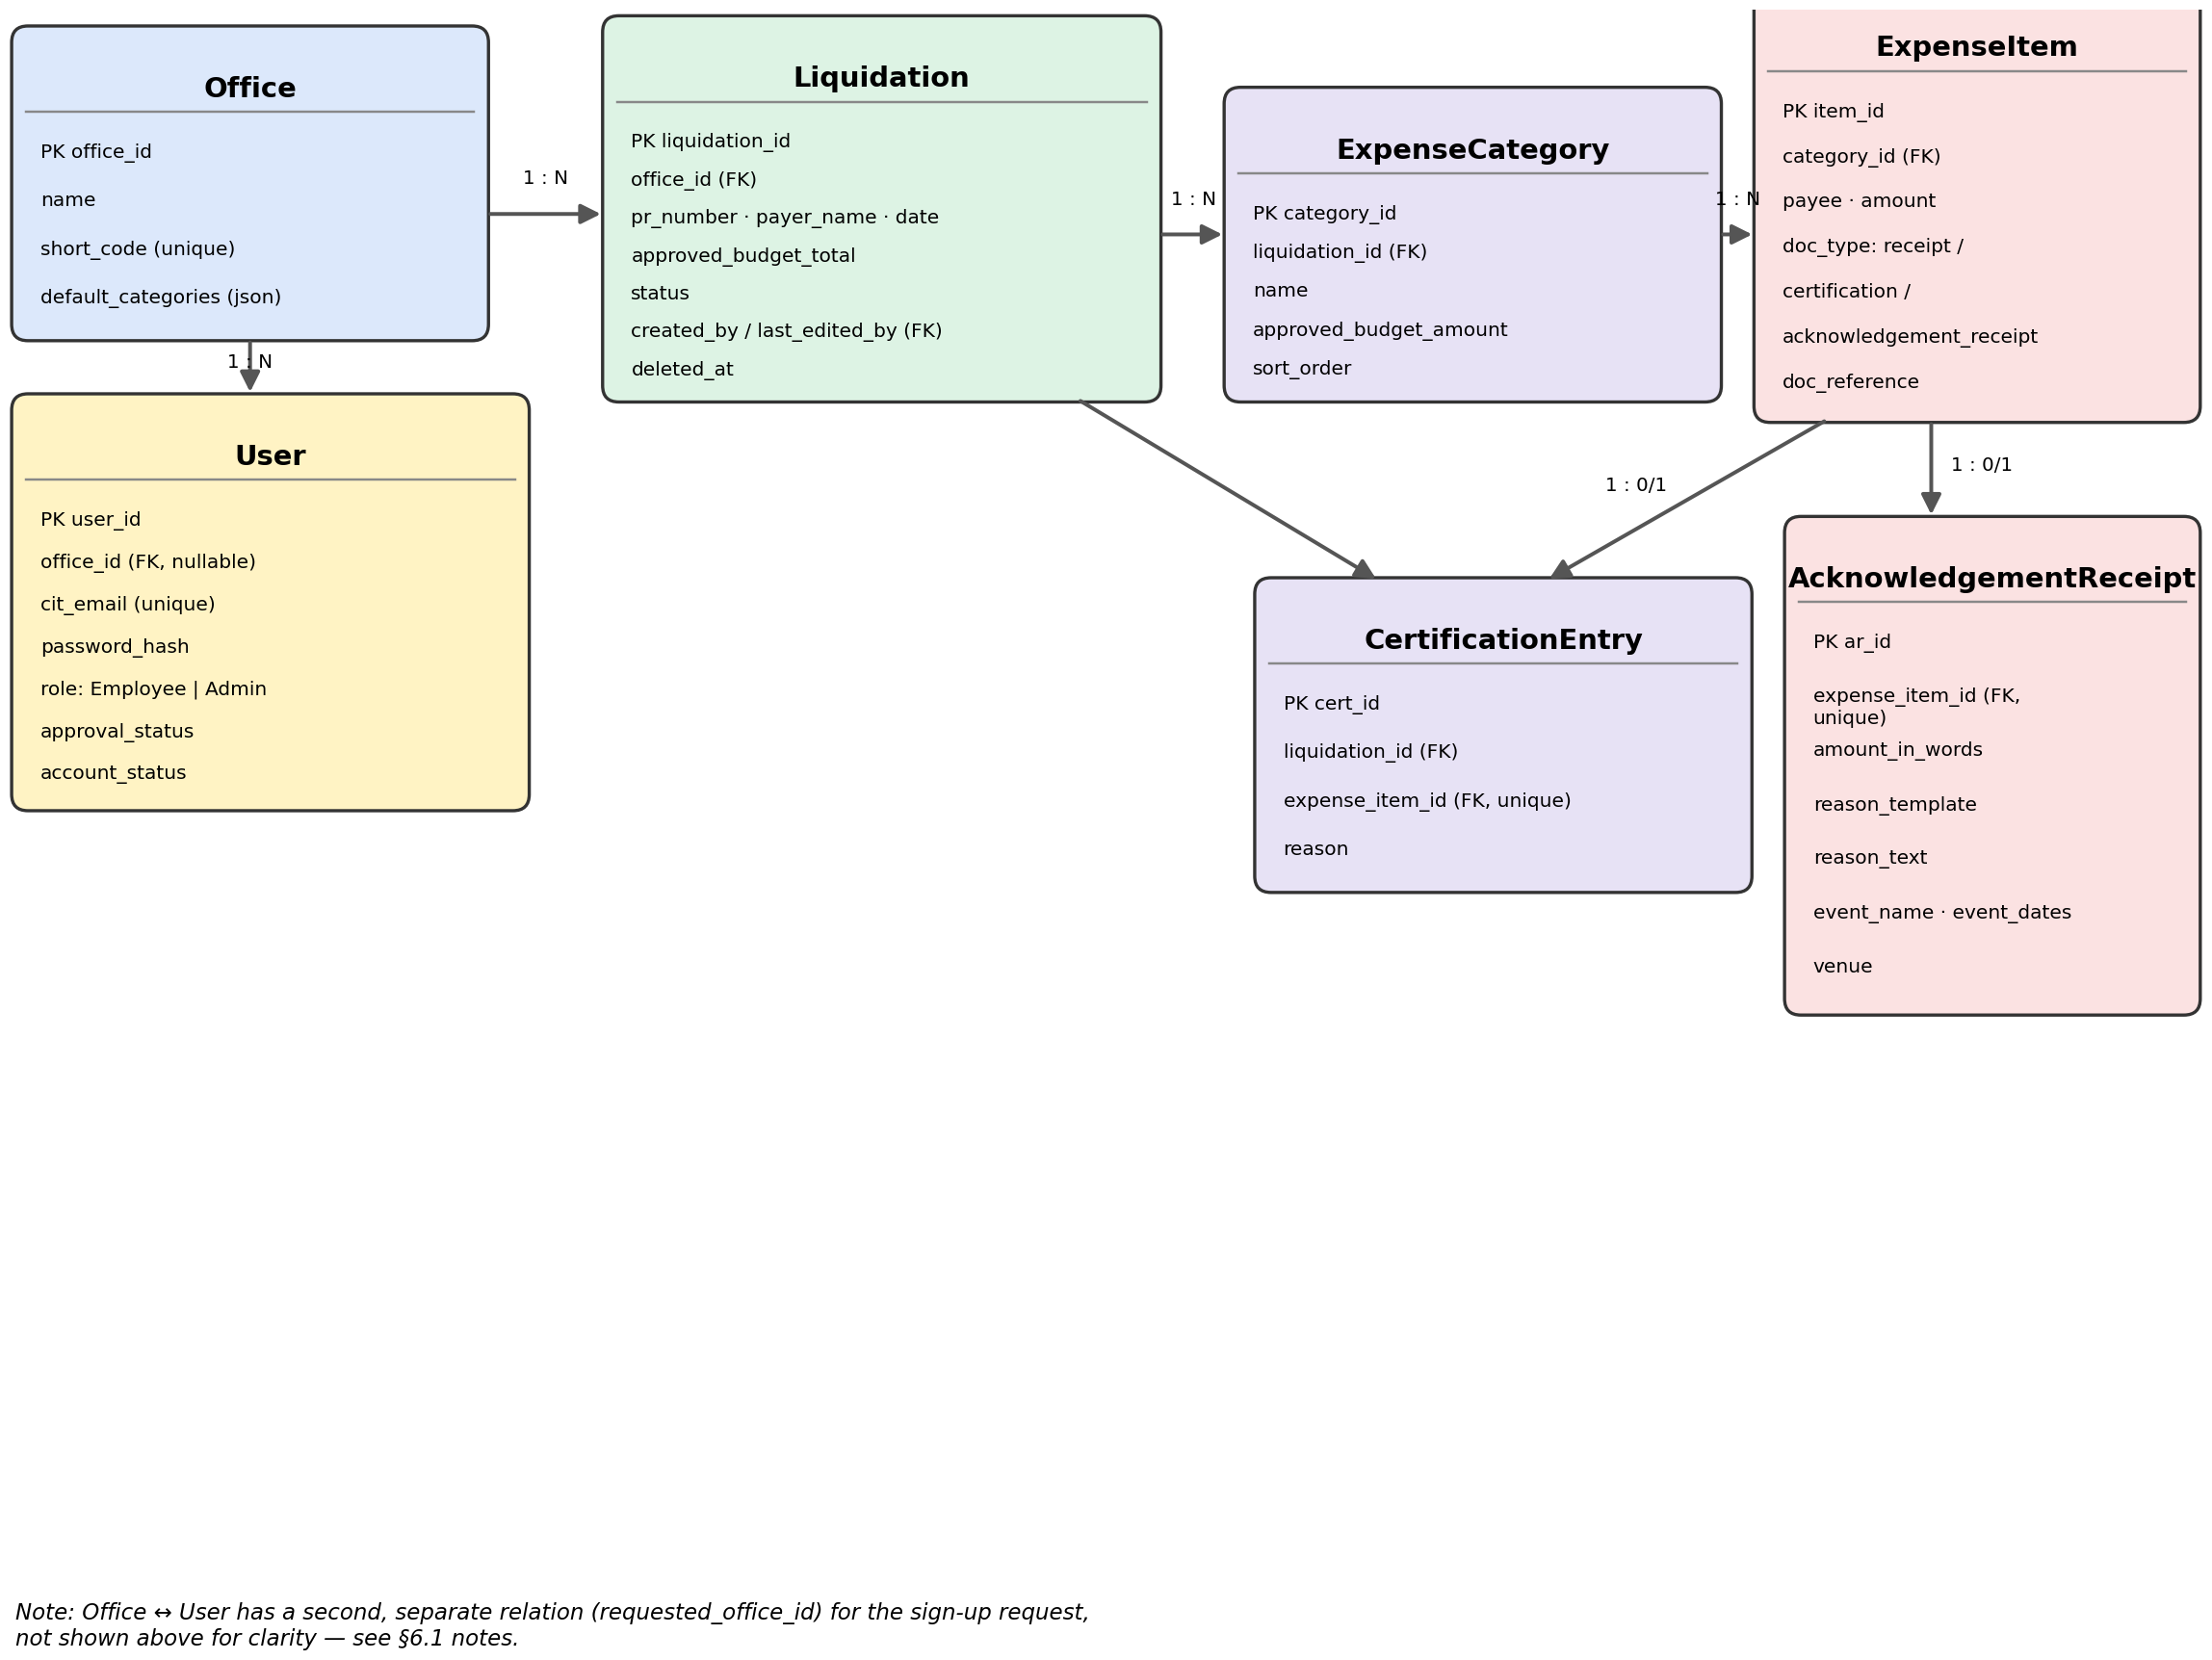 Office
PK office_id
name
short_code (unique)
default_categories (json)
1 : N
Liquidation
PK liquidation_id
office_id (FK)
pr_number · payer_name · date
approved_budget_total
status
created_by / last_edited_by (FK)
deleted_at
1 : N
ExpenseCategory
PK category_id
liquidation_id (FK)
name
approved_budget_amount
sort_order
1 : N
ExpenseItem
PK item_id
category_id (FK)
payee · amount
doc_type: receipt /
certification /
acknowledgement_receipt
doc_reference
1 : N
User
PK user_id
office_id (FK, nullable)
cit_email (unique)
password_hash
role: Employee | Admin
approval_status
account_status
1 : 0/1
CertificationEntry
PK cert_id
liquidation_id (FK)
expense_item_id (FK, unique)
reason
1 : 0/1
AcknowledgementReceipt
PK ar_id
expense_item_id (FK,
unique)
amount_in_words
reason_template
reason_text
event_name · event_dates
venue
Note: Office ↔ User has a second, separate relation (requested_office_id) for the sign-up request,
not shown above for clarity — see §6.1 notes.